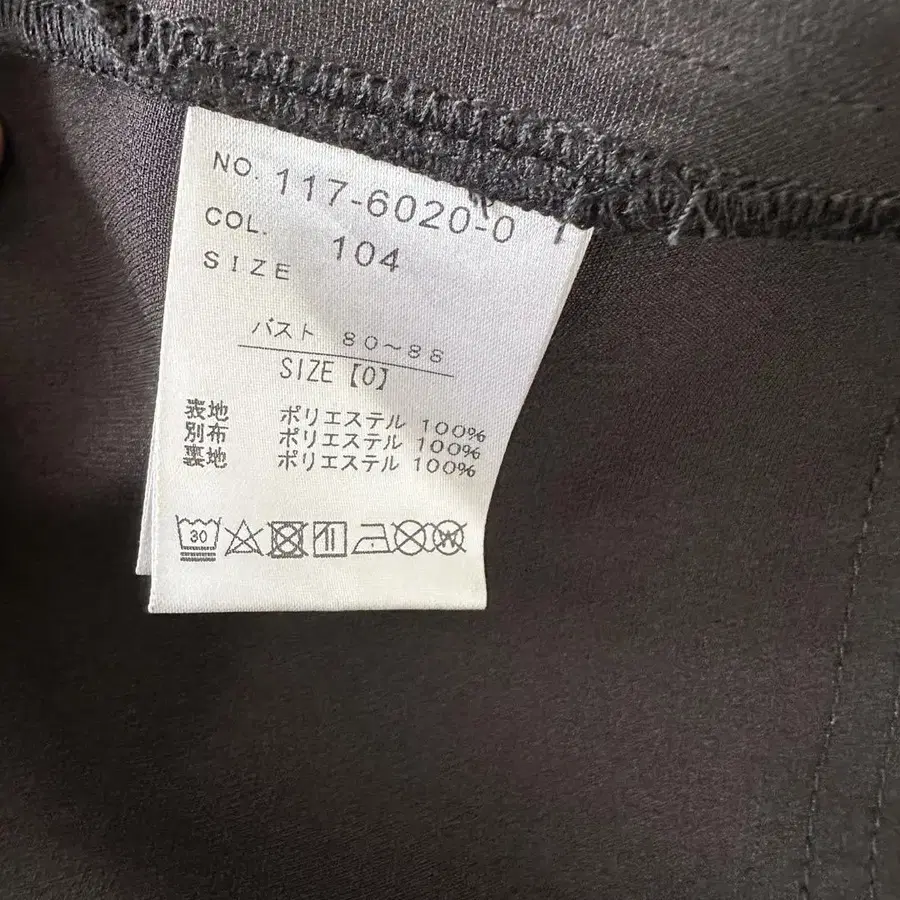 NO. 117-6020-0
COL. 104
SIZE
バスト 80~88
SIZE【0】
表地 ポリエステル 100%
別布 ポリエステル 100%
裏地 ポリエステル 100%
30
W